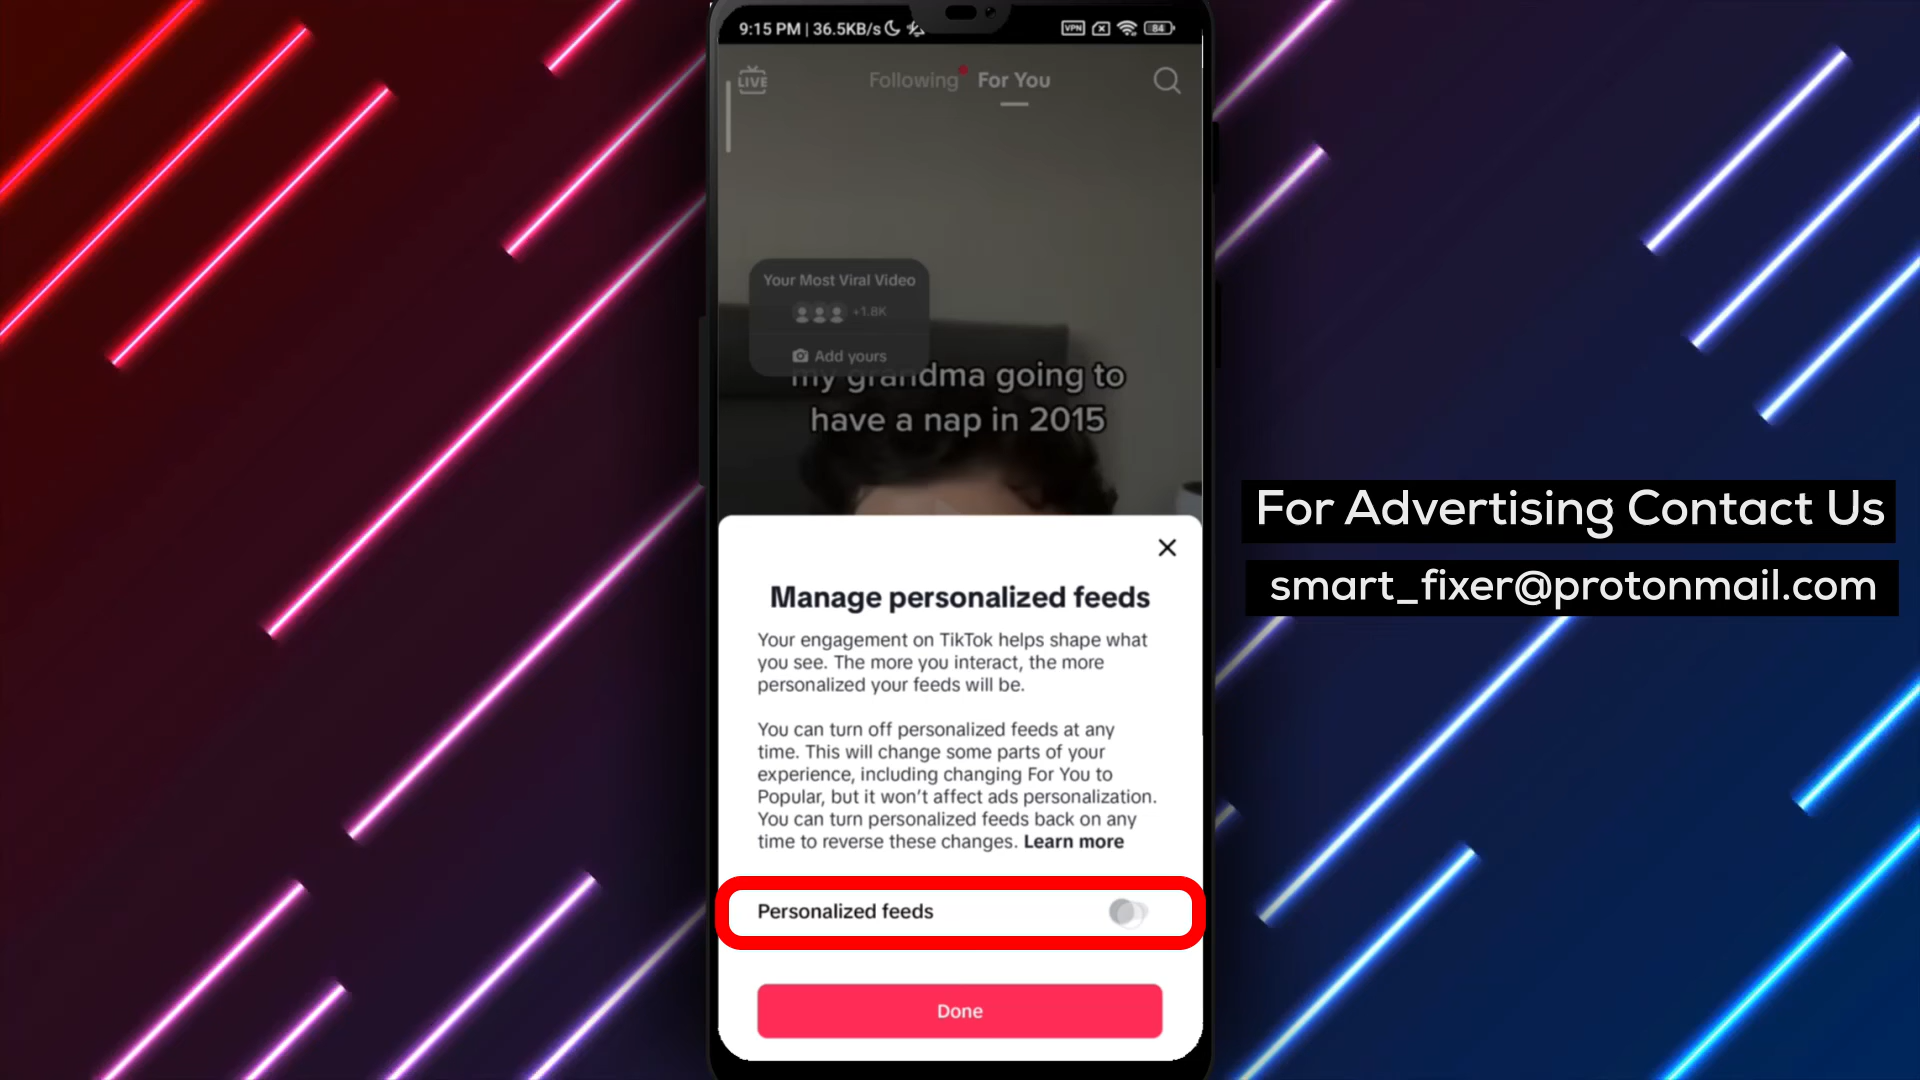 9:15 PM | 36.5KB/s
VPN
84
LIVE
Following
For You
Your Most Viral Video
+1.8K
Add yours
my grandma going to
have a nap in 2015
For Advertising Contact Us
smart_fixer@protonmail.com
Manage personalized feeds
Your engagement on TikTok helps shape what
you see. The more you interact, the more
personalized your feeds will be.
You can turn off personalized feeds at any
time. This will change some parts of your
experience, including changing For You to
Popular, but it won't affect ads personalization.
You can turn personalized feeds back on any
time to reverse these changes. Learn more
Personalized feeds
Done